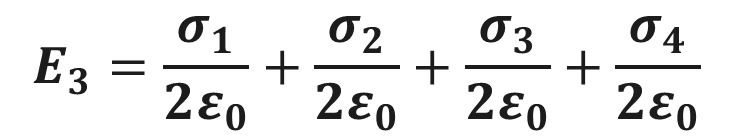 E₃ = σ₁/2ε₀ + σ₂/2ε₀ + σ₃/2ε₀ + σ₄/2ε₀